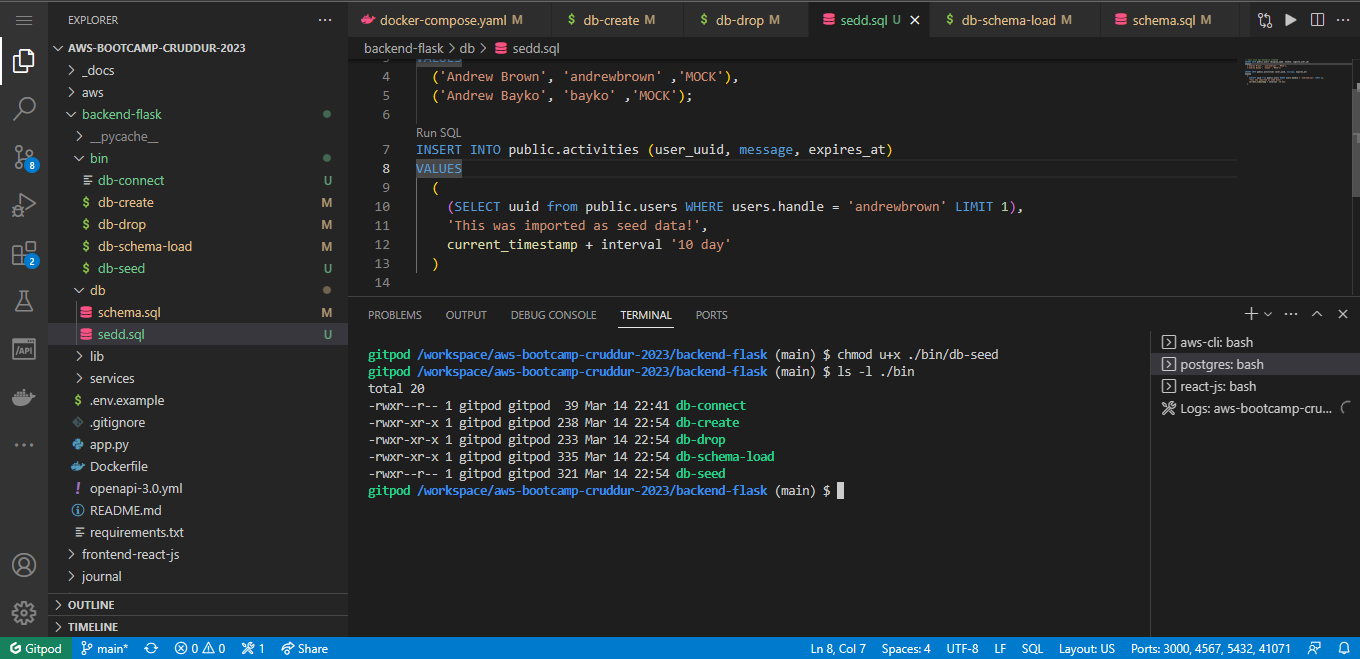 EXPLORER
AWS-BOOTCAMP-CRUDDUR-2023
_docs
aws
backend-flask
__pycache__
bin
db-connect U
db-create M
db-drop M
db-schema-load M
db-seed U
db
schema.sql M
sedd.sql U
lib
services
.env.example
.gitignore
app.py
Dockerfile
openapi-3.0.yml
README.md
requirements.txt
frontend-react-js
journal
OUTLINE
TIMELINE
8
2
/API
docker-compose.yaml M
db-create M
db-drop M
sedd.sql U
db-schema-load M
schema.sql M
backend-flask > db > sedd.sql
VALUES
4 ('Andrew Brown', 'andrewbrown' ,'MOCK'),
5 ('Andrew Bayko', 'bayko' ,'MOCK');
6
Run SQL
7 INSERT INTO public.activities (user_uuid, message, expires_at)
8 VALUES
9 (
10 (SELECT uuid from public.users WHERE users.handle = 'andrewbrown' LIMIT 1),
11 'This was imported as seed data!',
12 current_timestamp + interval '10 day'
13 )
14
PROBLEMS OUTPUT DEBUG CONSOLE TERMINAL PORTS
gitpod /workspace/aws-bootcamp-cruddur-2023/backend-flask (main) $ chmod u+x ./bin/db-seed
gitpod /workspace/aws-bootcamp-cruddur-2023/backend-flask (main) $ ls -l ./bin
total 20
-rwxr--r-- 1 gitpod gitpod  39 Mar 14 22:41 db-connect
-rwxr-xr-x 1 gitpod gitpod 238 Mar 14 22:54 db-create
-rwxr-xr-x 1 gitpod gitpod 233 Mar 14 22:54 db-drop
-rwxr-xr-x 1 gitpod gitpod 335 Mar 14 22:54 db-schema-load
-rwxr--r-- 1 gitpod gitpod 321 Mar 14 22:54 db-seed
gitpod /workspace/aws-bootcamp-cruddur-2023/backend-flask (main) $
aws-cli: bash
postgres: bash
react-js: bash
Logs: aws-bootcamp-cru...
Gitpod main* 0 0 1 Share Ln 8, Col 7 Spaces: 4 UTF-8 LF SQL Layout: US Ports: 3000, 4567, 5432, 41071